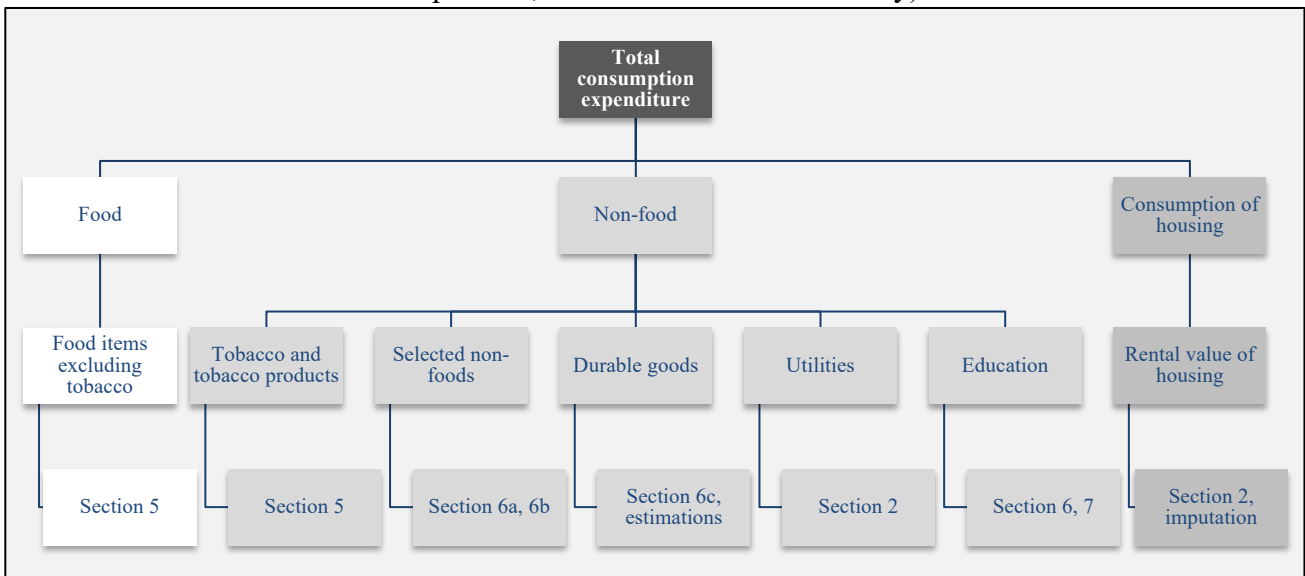 Total
consumption
expenditure
Food
Non-food
Consumption of
housing
Food items
excluding
tobacco
Tobacco and
tobacco products
Selected non-
foods
Durable goods
Utilities
Education
Rental value of
housing
Section 5
Section 5
Section 6a, 6b
Section 6c,
estimations
Section 2
Section 6, 7
Section 2,
imputation